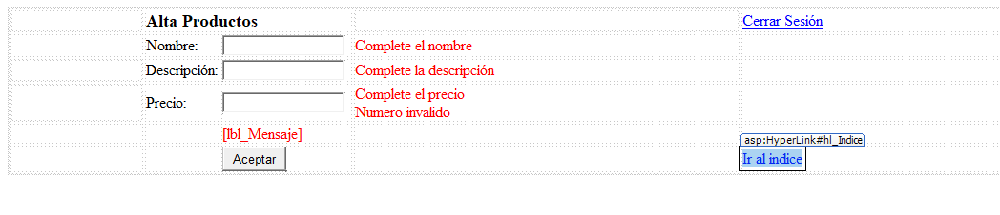 Alta Productos
Cerrar Sesión
Nombre:
Complete el nombre
Descripción:
Complete la descripción
Precio:
Complete el precio
Numero invalido
[lbl_Mensaje]
asp:HyperLink#hl_Indice
Aceptar
Ir al indice